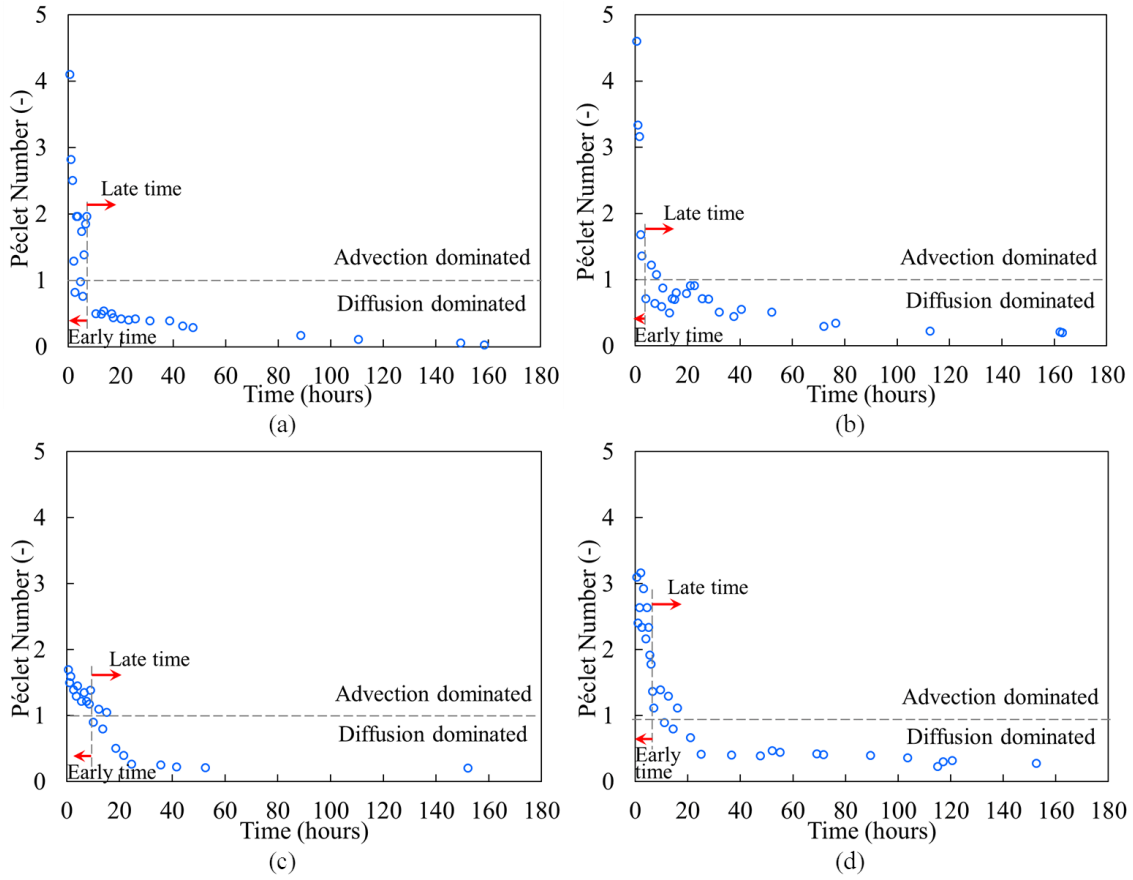 5
4
3
2
1
0
Péclet Number (-)
Late time
Advection dominated
Diffusion dominated
Early time
0 20 40 60 80 100 120 140 160 180
Time (hours)
(a)
5
4
3
2
1
0
Péclet Number (-)
Late time
Advection dominated
Diffusion dominated
Early time
0 20 40 60 80 100 120 140 160 180
Time (hours)
(b)
5
4
3
2
1
0
Péclet Number (-)
Late time
Advection dominated
Diffusion dominated
Early time
0 20 40 60 80 100 120 140 160 180
Time (hours)
(c)
5
4
3
2
1
0
Péclet Number (-)
Late time
Advection dominated
Diffusion dominated
Early
time
0 20 40 60 80 100 120 140 160 180
Time (hours)
(d)